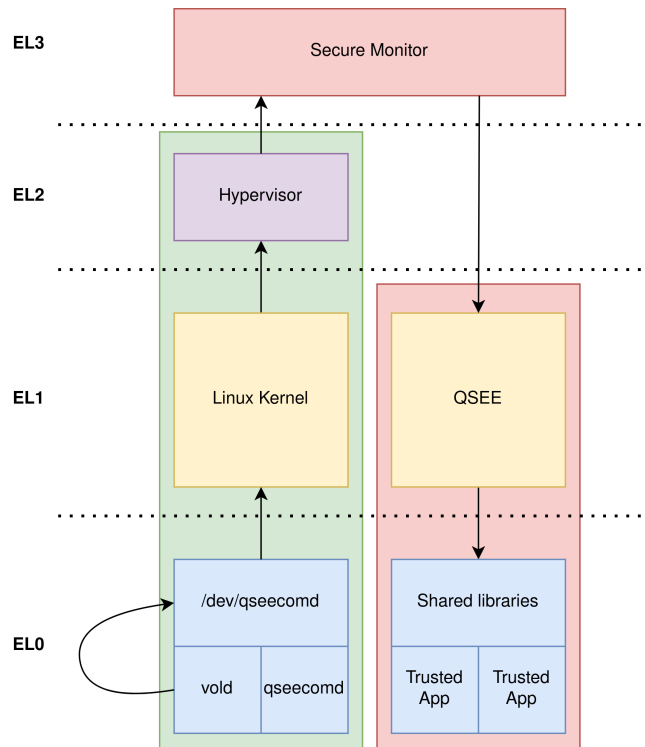 EL3
Secure Monitor
EL2
Hypervisor
EL1
Linux Kernel
QSEE
EL0
/dev/qseecomd
Shared libraries
vold
qseecomd
Trusted
App
Trusted
App